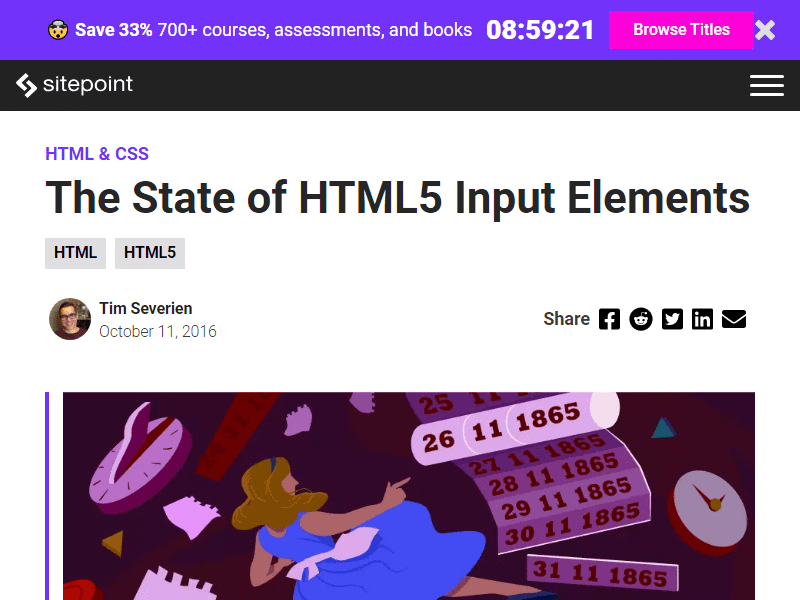 Save 33% 700+ courses, assessments, and books 08:59:21 Browse Titles
sitepoint
HTML & CSS
The State of HTML5 Input Elements
HTML HTML5
Tim Severien
October 11, 2016
Share
25 11
26 11 1865
27 11 1865
28 11 1865
29 11 1865
30 11 1865
31 11 1865